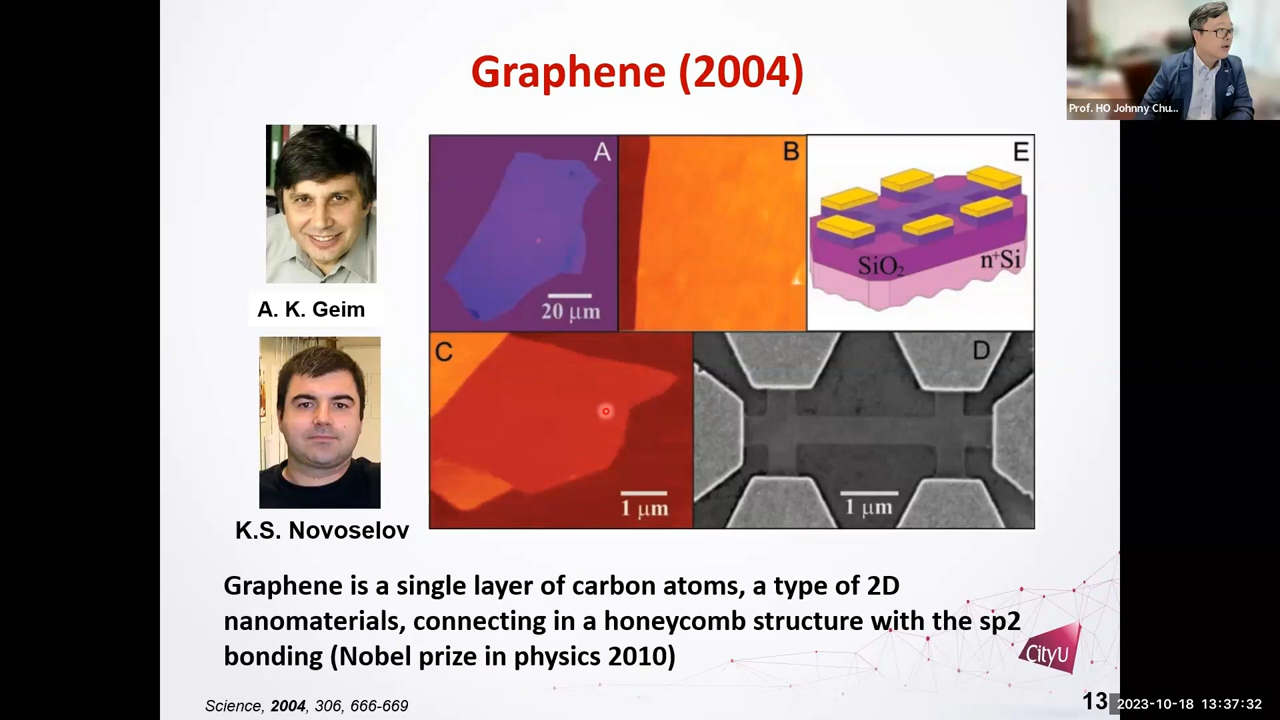 Graphene (2004)
Prof. HO Johnny Chu...
A. K. Geim
K.S. Novoselov
A
20 μm
B
E
SiO₂
n⁺Si
C
1 μm
D
1 μm
Graphene is a single layer of carbon atoms, a type of 2D
nanomaterials, connecting in a honeycomb structure with the sp2
bonding (Nobel prize in physics 2010)
CityU
Science, 2004, 306, 666-669
13
2023-10-18 13:37:32